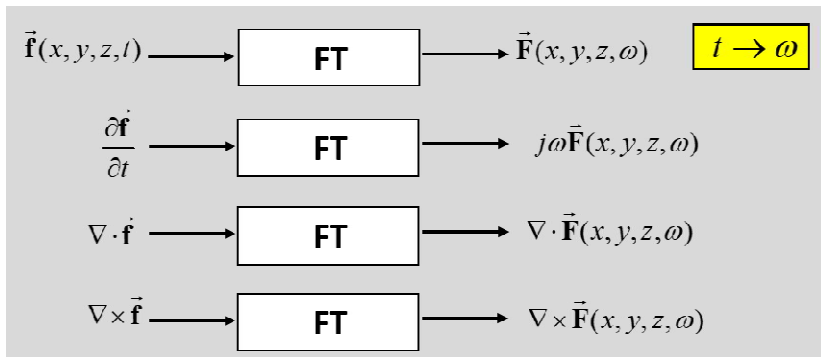 f⃗(x, y, z, t) FT F⃗(x, y, z, ω) t → ω
∂f⃗/∂t FT jωF⃗(x, y, z, ω)
∇·f⃗ FT ∇·F⃗(x, y, z, ω)
∇×f⃗ FT ∇×F⃗(x, y, z, ω)